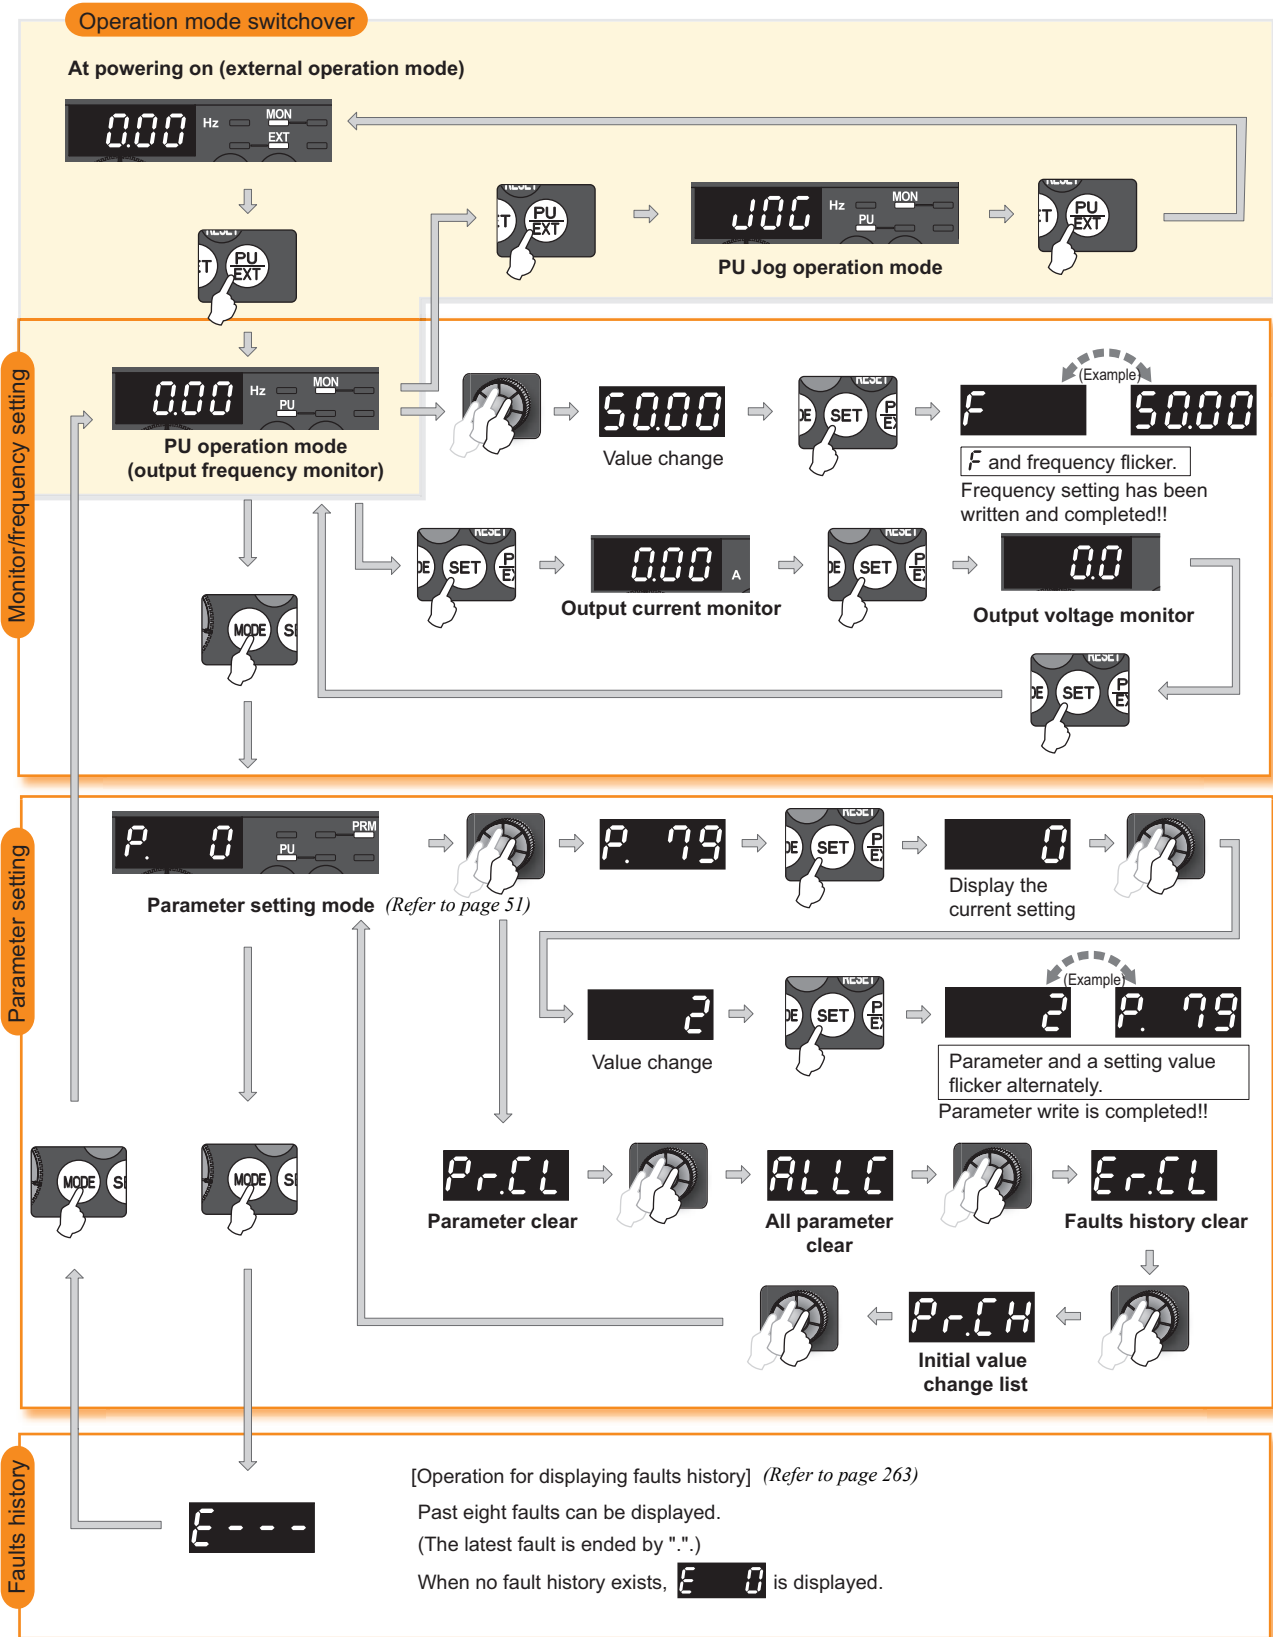 Operation mode switchover
At powering on (external operation mode)
0.00 Hz MON EXT
PU EXT
PU EXT
JOG Hz MON PU
PU EXT
PU Jog operation mode
Monitor/frequency setting
0.00 Hz MON PU
PU operation mode
(output frequency monitor)
50.00
Value change
RESET
SET
(Example)
F 50.00
F and frequency flicker.
Frequency setting has been
written and completed!!
SET
0.00 A
Output current monitor
SET
0.0
Output voltage monitor
MODE
SET
Parameter setting
P. 0 PRM PU
Parameter setting mode (Refer to page 51)
P. 79
SET
0
Display the
current setting
2
Value change
SET
(Example)
2 P. 79
Parameter and a setting value
flicker alternately.
Parameter write is completed!!
MODE
MODE
Pr.CL
Parameter clear
ALLC
All parameter
clear
Er.CL
Faults history clear
Pr.CH
Initial value
change list
Faults history
E---
[Operation for displaying faults history] (Refer to page 263)
Past eight faults can be displayed.
(The latest fault is ended by ".".)
When no fault history exists, E 0 is displayed.